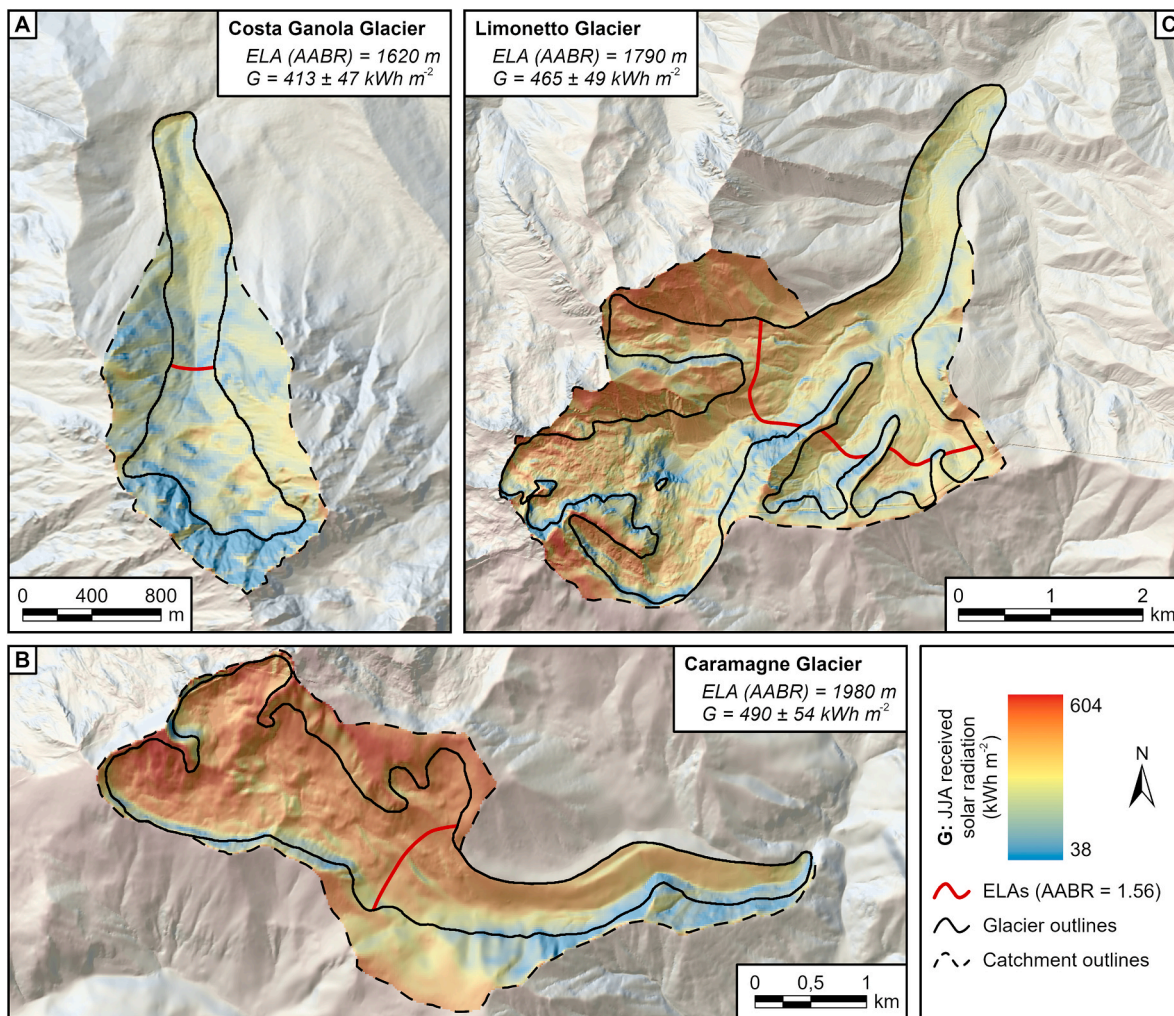 A
Costa Ganola Glacier
ELA (AABR) = 1620 m
G = 413 ± 47 kWh m⁻²
0 400 800
m
Limonetto Glacier
ELA (AABR) = 1790 m
G = 465 ± 49 kWh m⁻²
C
0 1 2
km
B
Caramagne Glacier
ELA (AABR) = 1980 m
G = 490 ± 54 kWh m⁻²
0 0,5 1
km
G: JJA received
solar radiation
(kWh m⁻²)
604
38
N
ELAs (AABR = 1.56)
Glacier outlines
Catchment outlines